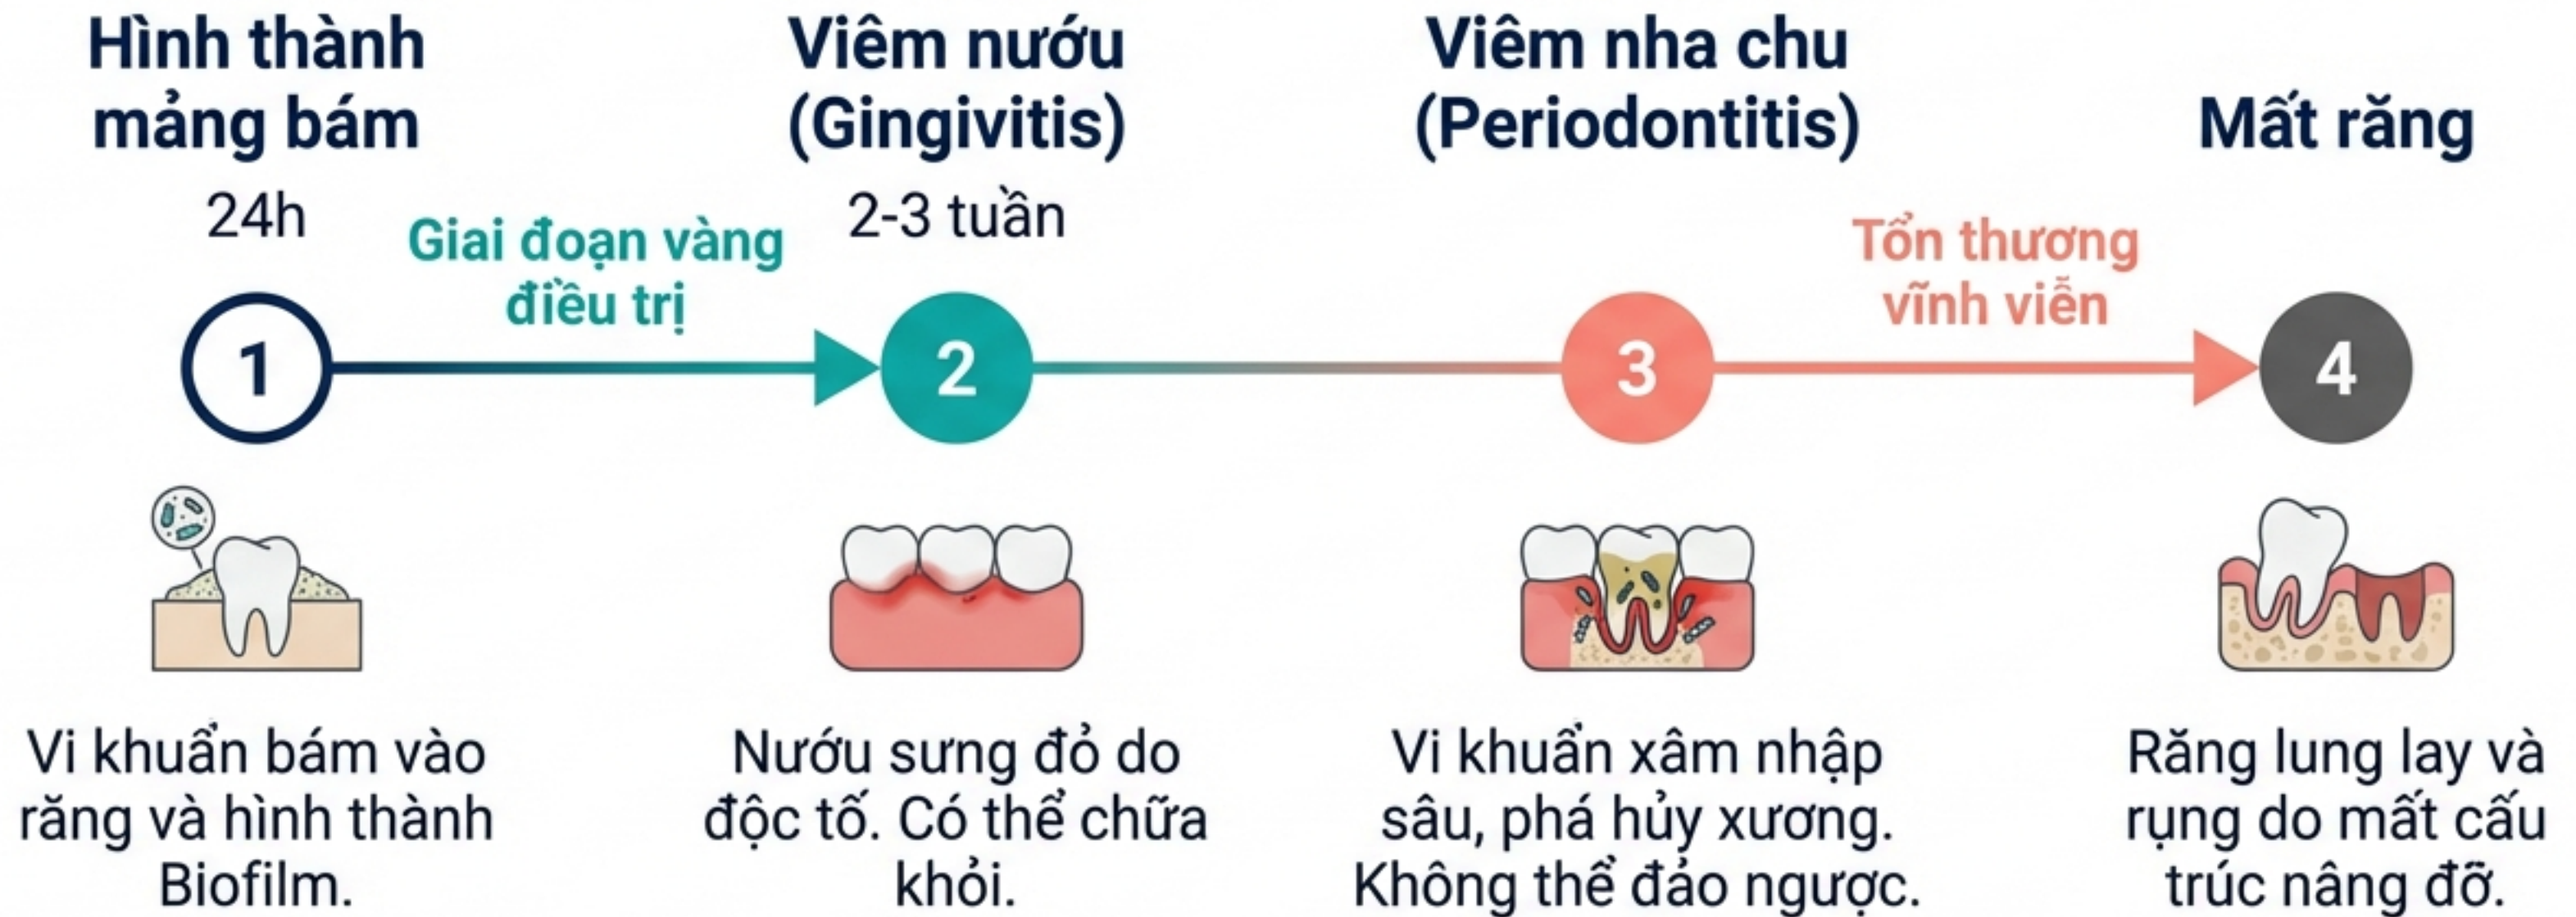 Hình thành
mảng bám
24h
Giai đoạn vàng
điều trị
Viêm nướu
(Gingivitis)
2-3 tuần
Viêm nha chu
(Periodontitis)
Tổn thương
vĩnh viễn
Mất răng
1
2
3
4
Vi khuẩn bám vào
răng và hình thành
Biofilm.
Nướu sưng đỏ do
độc tố. Có thể chữa
khỏi.
Vi khuẩn xâm nhập
sâu, phá hủy xương.
Không thể đảo ngược.
Răng lung lay và
rụng do mất cấu
trúc nâng đỡ.